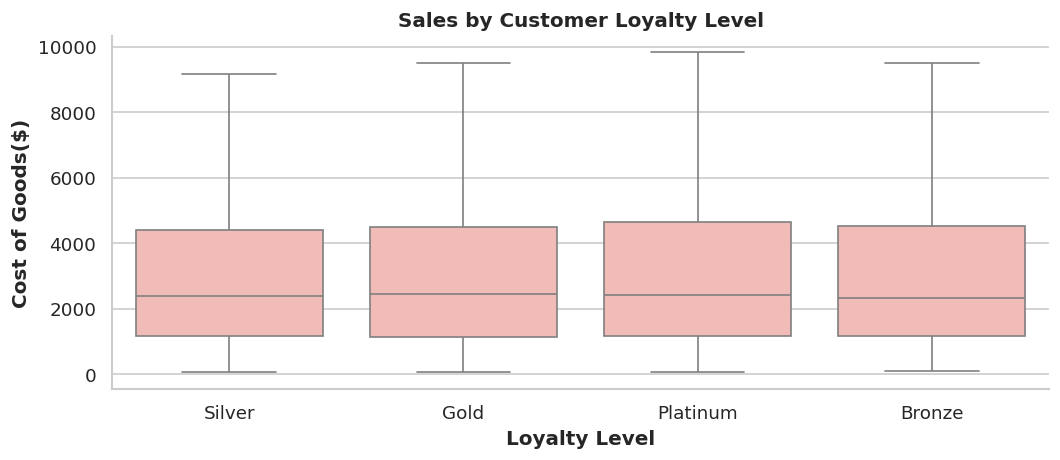 Sales by Customer Loyalty Level
Cost of Goods($)
10000
8000
6000
4000
2000
0
Silver Gold Platinum Bronze
Loyalty Level